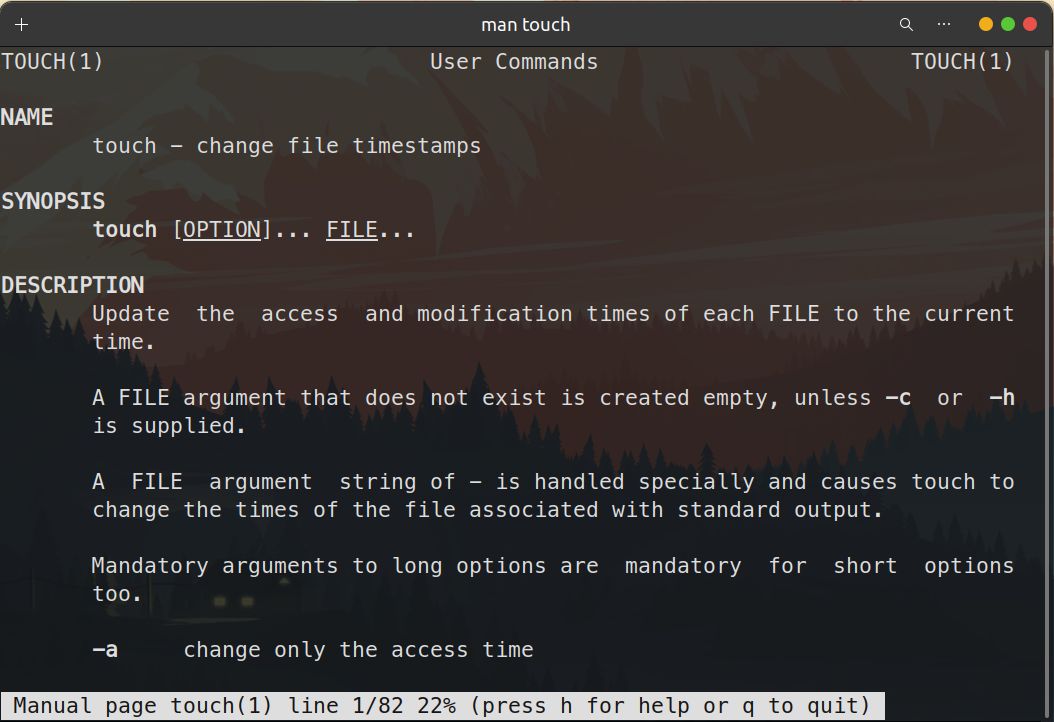 man touch
TOUCH(1) User Commands TOUCH(1)
NAME
touch - change file timestamps
SYNOPSIS
touch [OPTION]... FILE...
DESCRIPTION
Update the access and modification times of each FILE to the current
time.
A FILE argument that does not exist is created empty, unless -c or -h
is supplied.
A FILE argument string of - is handled specially and causes touch to
change the times of the file associated with standard output.
Mandatory arguments to long options are mandatory for short options
too.
-a change only the access time
Manual page touch(1) line 1/82 22% (press h for help or q to quit)